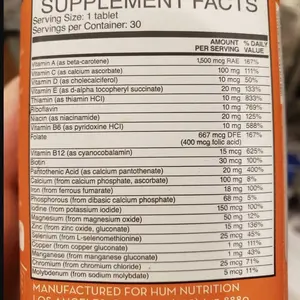 SUPPLEMENT FACTS
Serving Size: 1 tablet
Servings per Container: 30
AMOUNT PER SERVING % DAILY VALUE
Vitamin A (as beta-carotene) 1,500 mcg RAE 167%
Vitamin C (as calcium ascorbate) 100 mg 111%
Vitamin D (as cholecalciferol) 10 mcg 50%
Vitamin E (as d-alpha tocopheryl succinate) 20 mg 133%
Thiamin (as thiamin HCl) 10 mg 833%
Riboflavin 10 mg 769%
Niacin (as niacinamide) 20 mg 125%
Vitamin B6 (as pyridoxine HCl) 10 mg 588%
Folate 667 mcg DFE 167%
(400 mcg folic acid)
Vitamin B12 (as cyanocobalamin) 15 mcg 625%
Biotin 30 mcg 100%
Pantothenic Acid (as calcium pantothenate) 20 mg 400%
Calcium (from calcium phosphate, ascorbate) 100 mg 8%
Iron (from ferrous fumarate) 18 mg 100%
Phosphorous (from dibasic calcium phosphate) 68 mg 5%
Iodine (from potassium iodide) 150 mcg 100%
Magnesium (from magnesium oxide) 50 mg 12%
Zinc (from zinc oxide, gluconate) 15 mg 136%
Selenium (from L-selenomethionine) 25 mcg 45%
Copper (from copper gluconate) 1 mg 111%
Manganese (from manganese gluconate) 1 mg 43%
Chromium (from chromium chloride) 25 mcg 71%
Molybdenum (from sodium molybdate) 5 mcg 11%
MANUFACTURED FOR HUM NUTRITION
LOS ANGELES